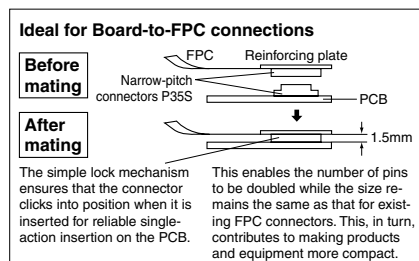 Ideal for Board-to-FPC connections
Before
mating
FPC
Reinforcing plate
Narrow-pitch
connectors P35S
PCB
After
mating
1.5mm
The simple lock mechanism
ensures that the connector
clicks into position when it is
inserted for reliable single-
action insertion on the PCB.
This enables the number of pins
to be doubled while the size re-
mains the same as that for exist-
ing FPC connectors. This, in turn,
contributes to making products
and equipment more compact.